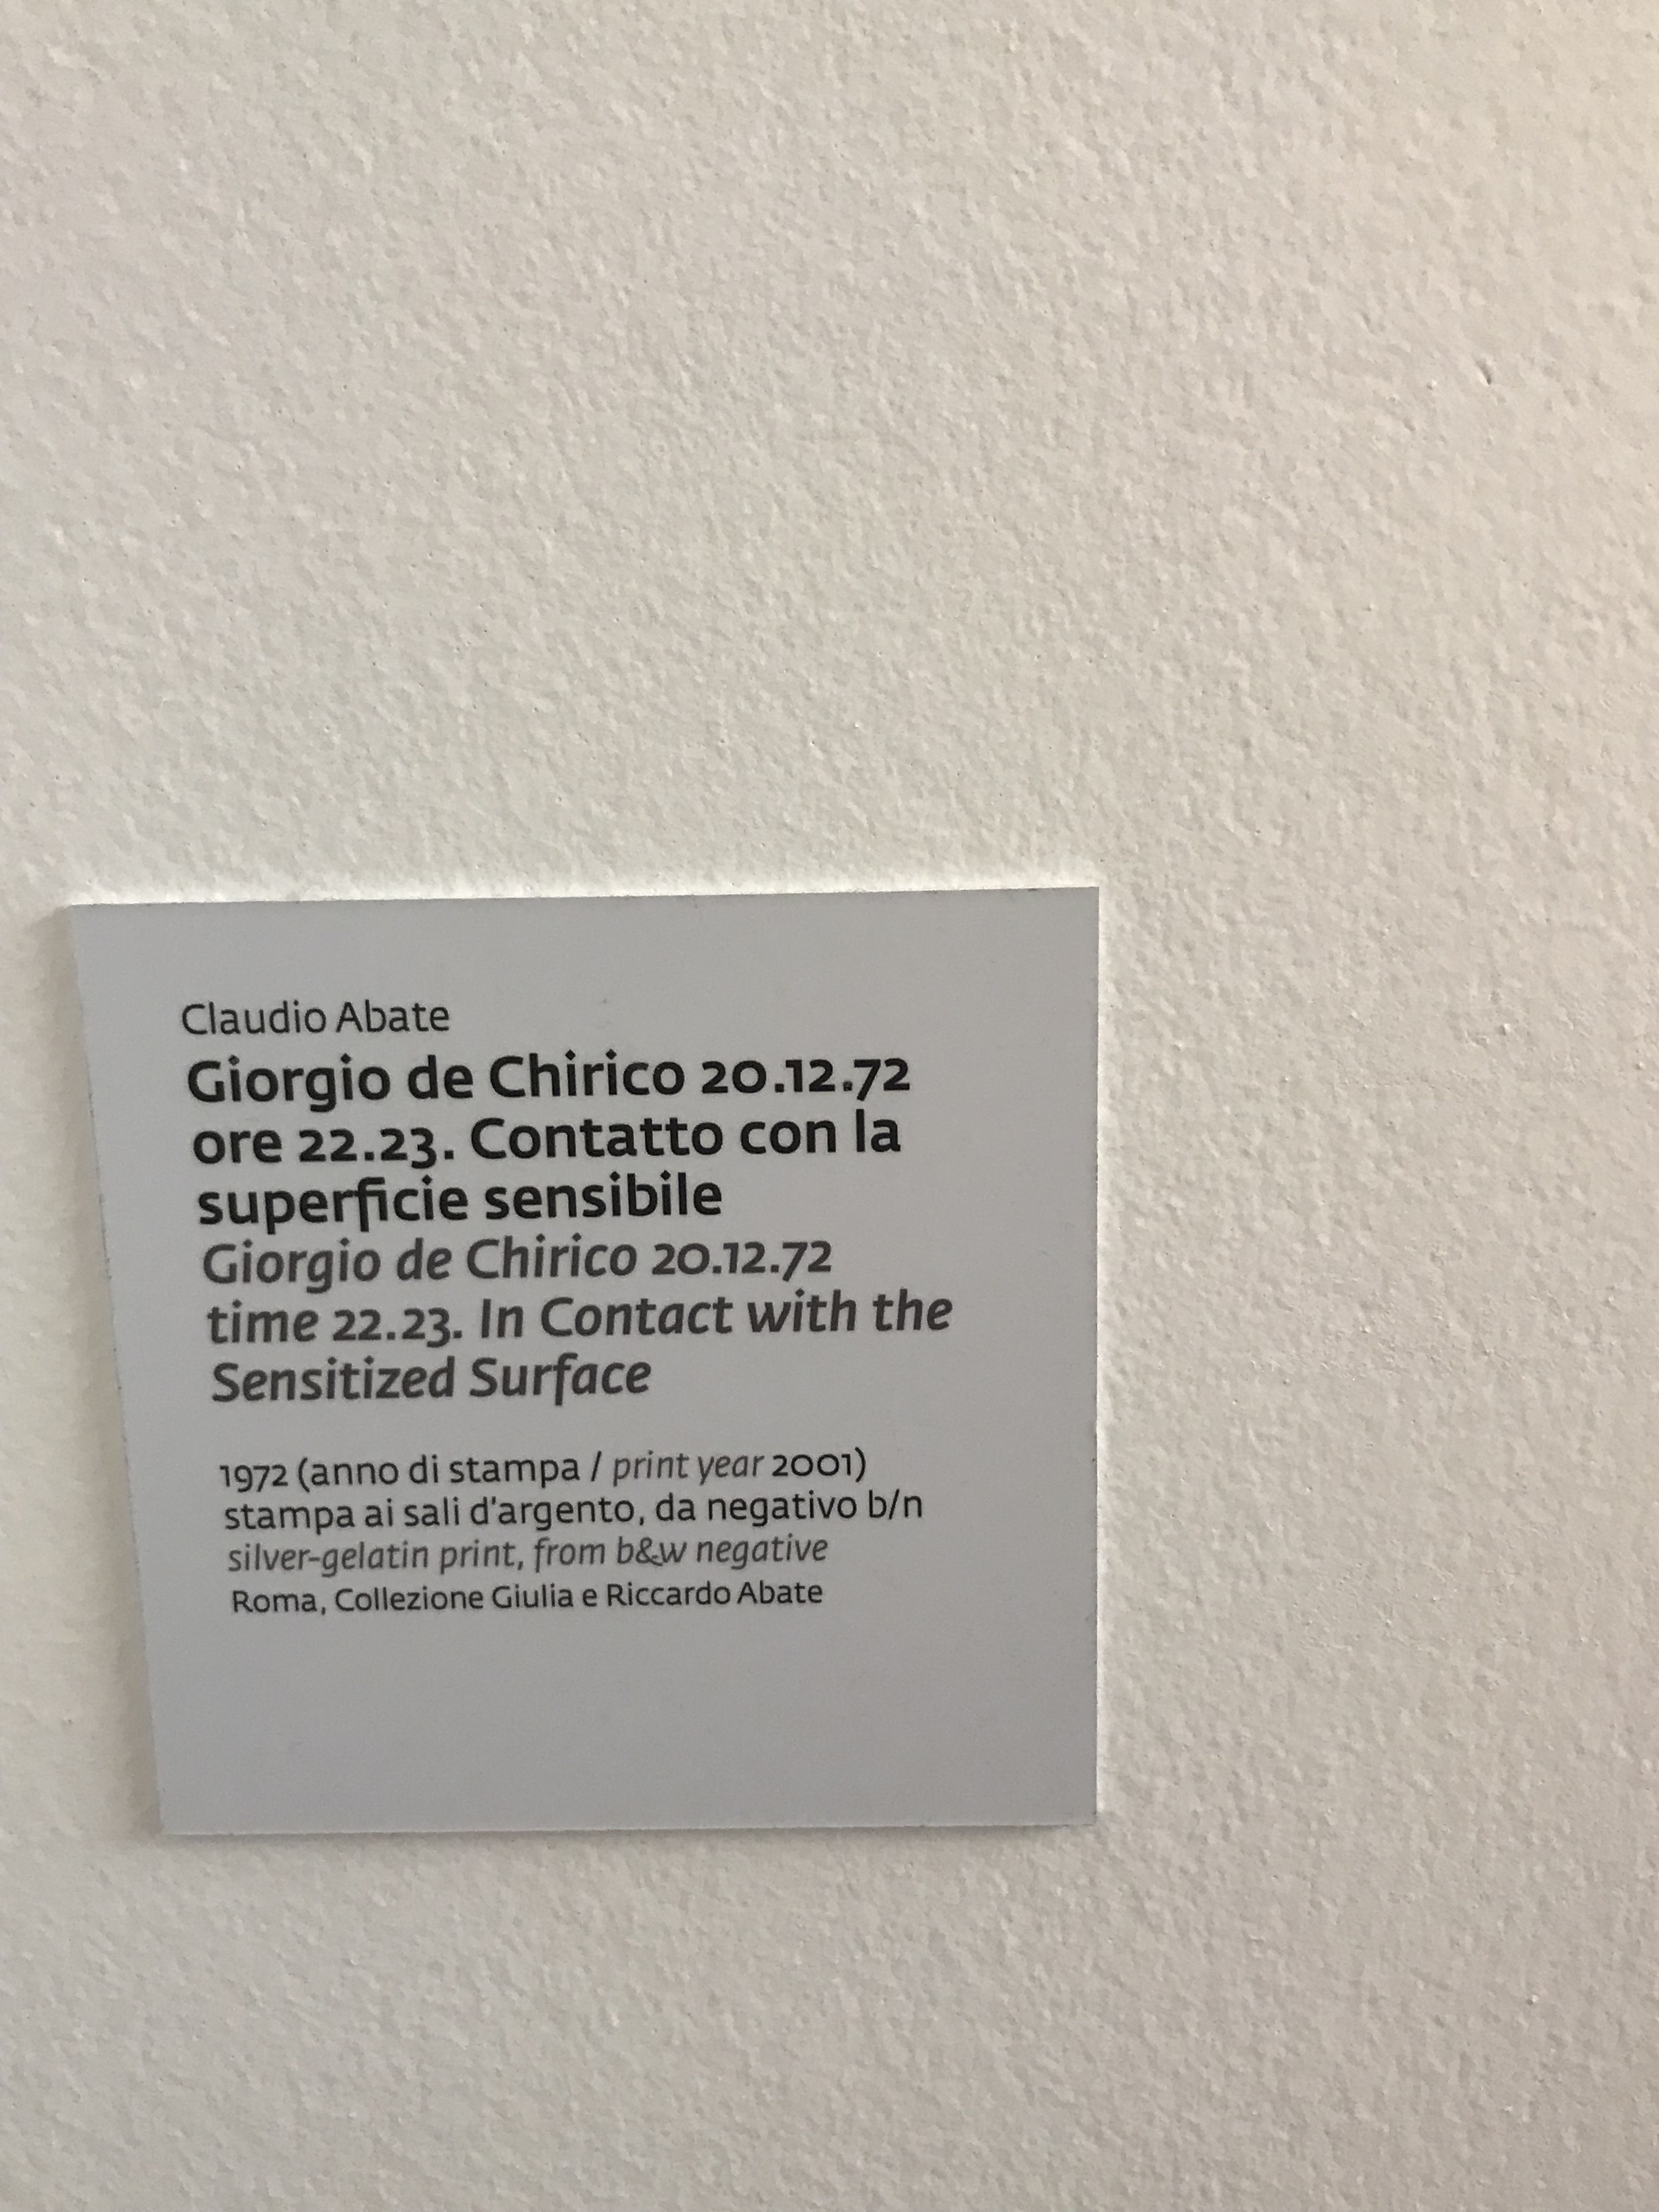 Claudio Abate
Giorgio de Chirico 20.12.72
ore 22.23. Contatto con la
superficie sensibile
Giorgio de Chirico 20.12.72
time 22.23. In Contact with the
Sensitized Surface
1972 (anno di stampa / print year 2001)
stampa ai sali d'argento, da negativo b/n
silver-gelatin print, from b&w negative
Roma, Collezione Giulia e Riccardo Abate